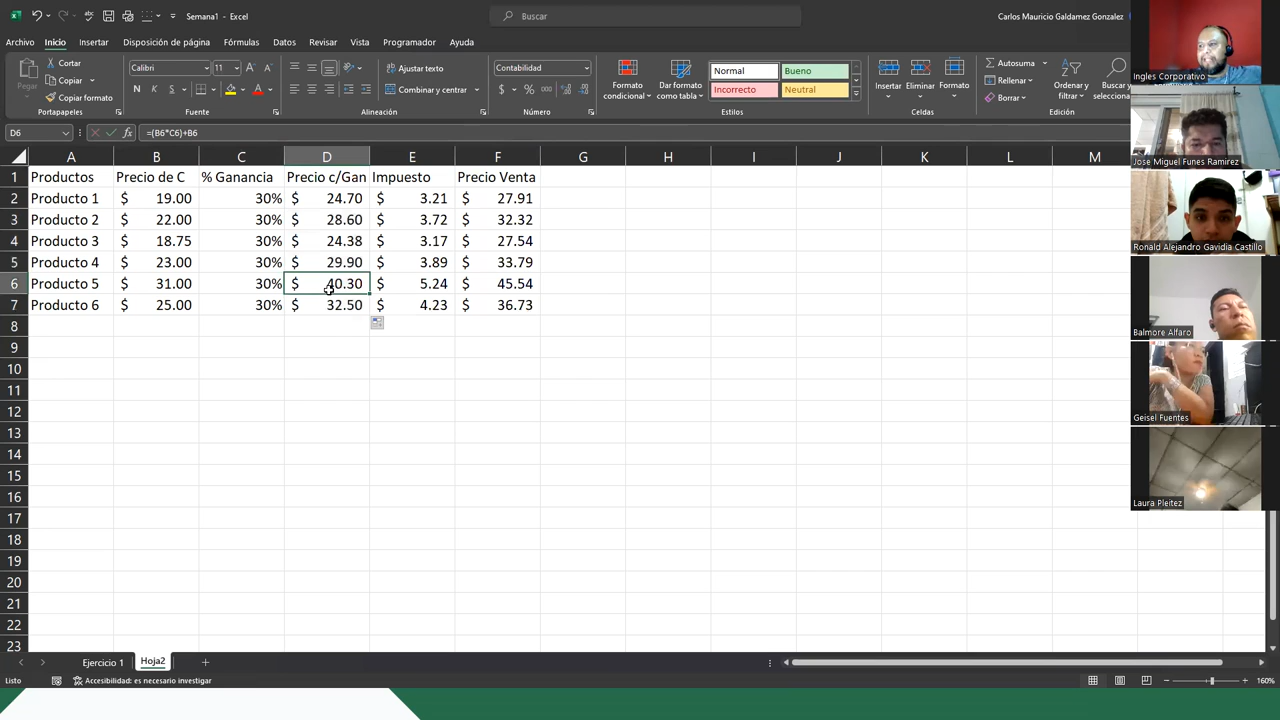 Semana1 - Excel
Buscar
Carlos Mauricio Galdamez Gonzalez
Archivo Inicio Insertar Disposición de página Fórmulas Datos Revisar Vista Programador Ayuda
Pegar
Cortar
Copiar
Copiar formato
Portapapeles
Calibri 11
N K S
Fuente
Ajustar texto
Combinar y centrar
Alineación
Contabilidad
$ % 000
Número
Formato condicional
Dar formato como tabla
Normal Bueno
Incorrecto Neutral
Estilos
Insertar Eliminar Formato
Celdas
Autosuma
Rellenar
Borrar
Ordenar y filtrar
Buscar y
Edición
D6 fx =(B6*C6)+B6
A B C D E F G H I J K L M
1 Productos Precio de C % Ganancia Precio c/Gan Impuesto Precio Venta
2 Producto 1 $ 19.00 30% $ 24.70 $ 3.21 $ 27.91
3 Producto 2 $ 22.00 30% $ 28.60 $ 3.72 $ 32.32
4 Producto 3 $ 18.75 30% $ 24.38 $ 3.17 $ 27.54
5 Producto 4 $ 23.00 30% $ 29.90 $ 3.89 $ 33.79
6 Producto 5 $ 31.00 30% $ 40.30 $ 5.24 $ 45.54
7 Producto 6 $ 25.00 30% $ 32.50 $ 4.23 $ 36.73
8
9
10
11
12
13
14
15
16
17
18
19
20
21
22
23
Ejercicio 1 Hoja2
Listo
Accesibilidad: es necesario investigar
160%
Ingles Corporativo
Jose Miguel Funes Ramirez
Ronald Alejandro Gavidia Castillo
Balmore Alfaro
Geisel Fuentes
Laura Pleitez